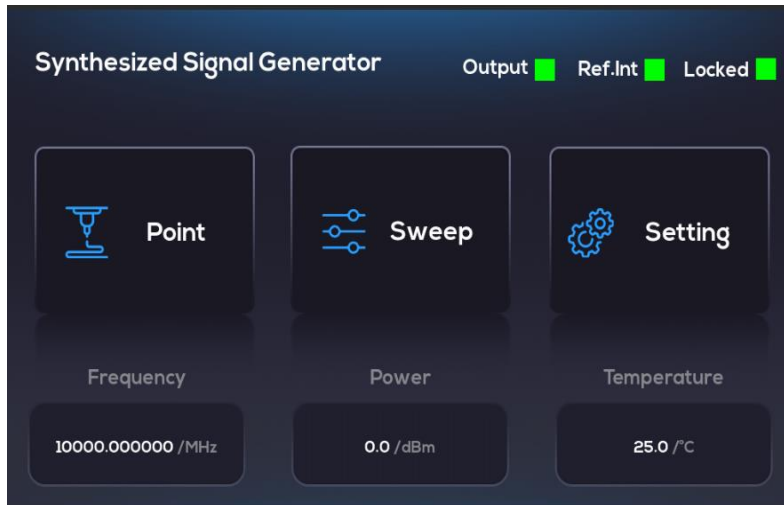 Synthesized Signal Generator
Output
Ref.Int
Locked
Point
Sweep
Setting
Frequency
Power
Temperature
10000.000000 /MHz
0.0 /dBm
25.0 /°C